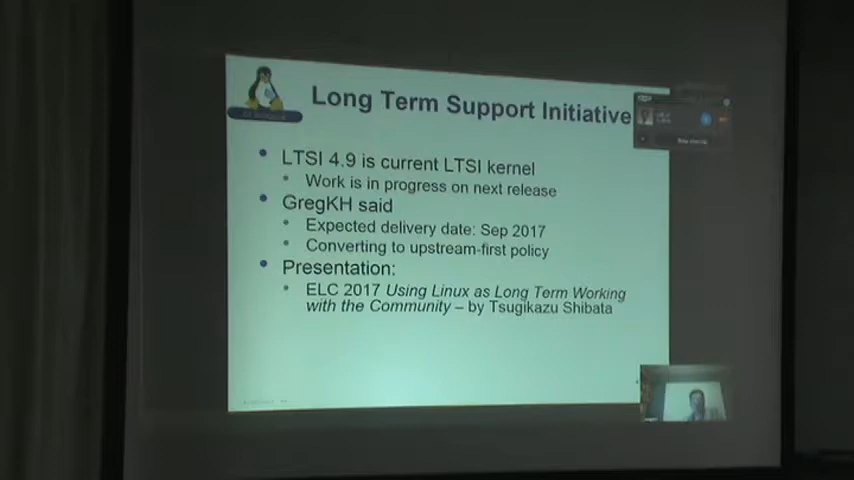 Long Term Support Initiative
LTSI 4.9 is current LTSI kernel
Work is in progress on next release
GregKH said
Expected delivery date: Sep 2017
Converting to upstream-first policy
Presentation:
ELC 2017 Using Linux as Long Term Working
with the Community – by Tsugikazu Shibata